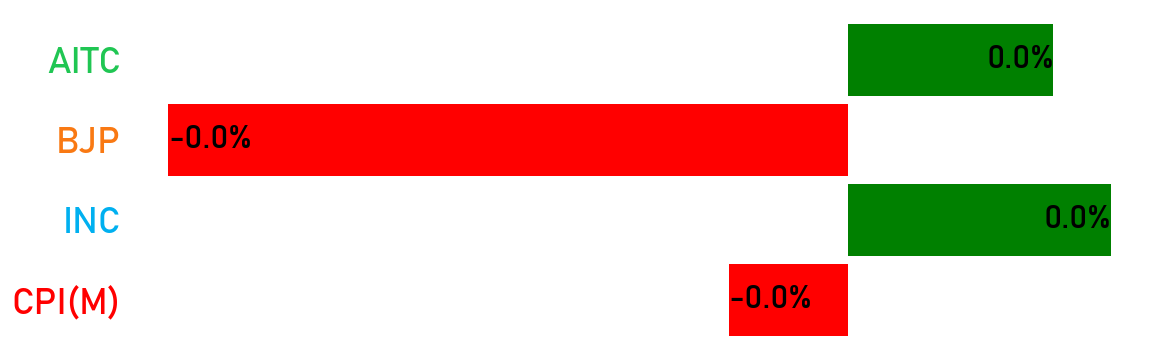 AITC 0.0%
BJP -0.0%
INC 0.0%
CPI(M) -0.0%